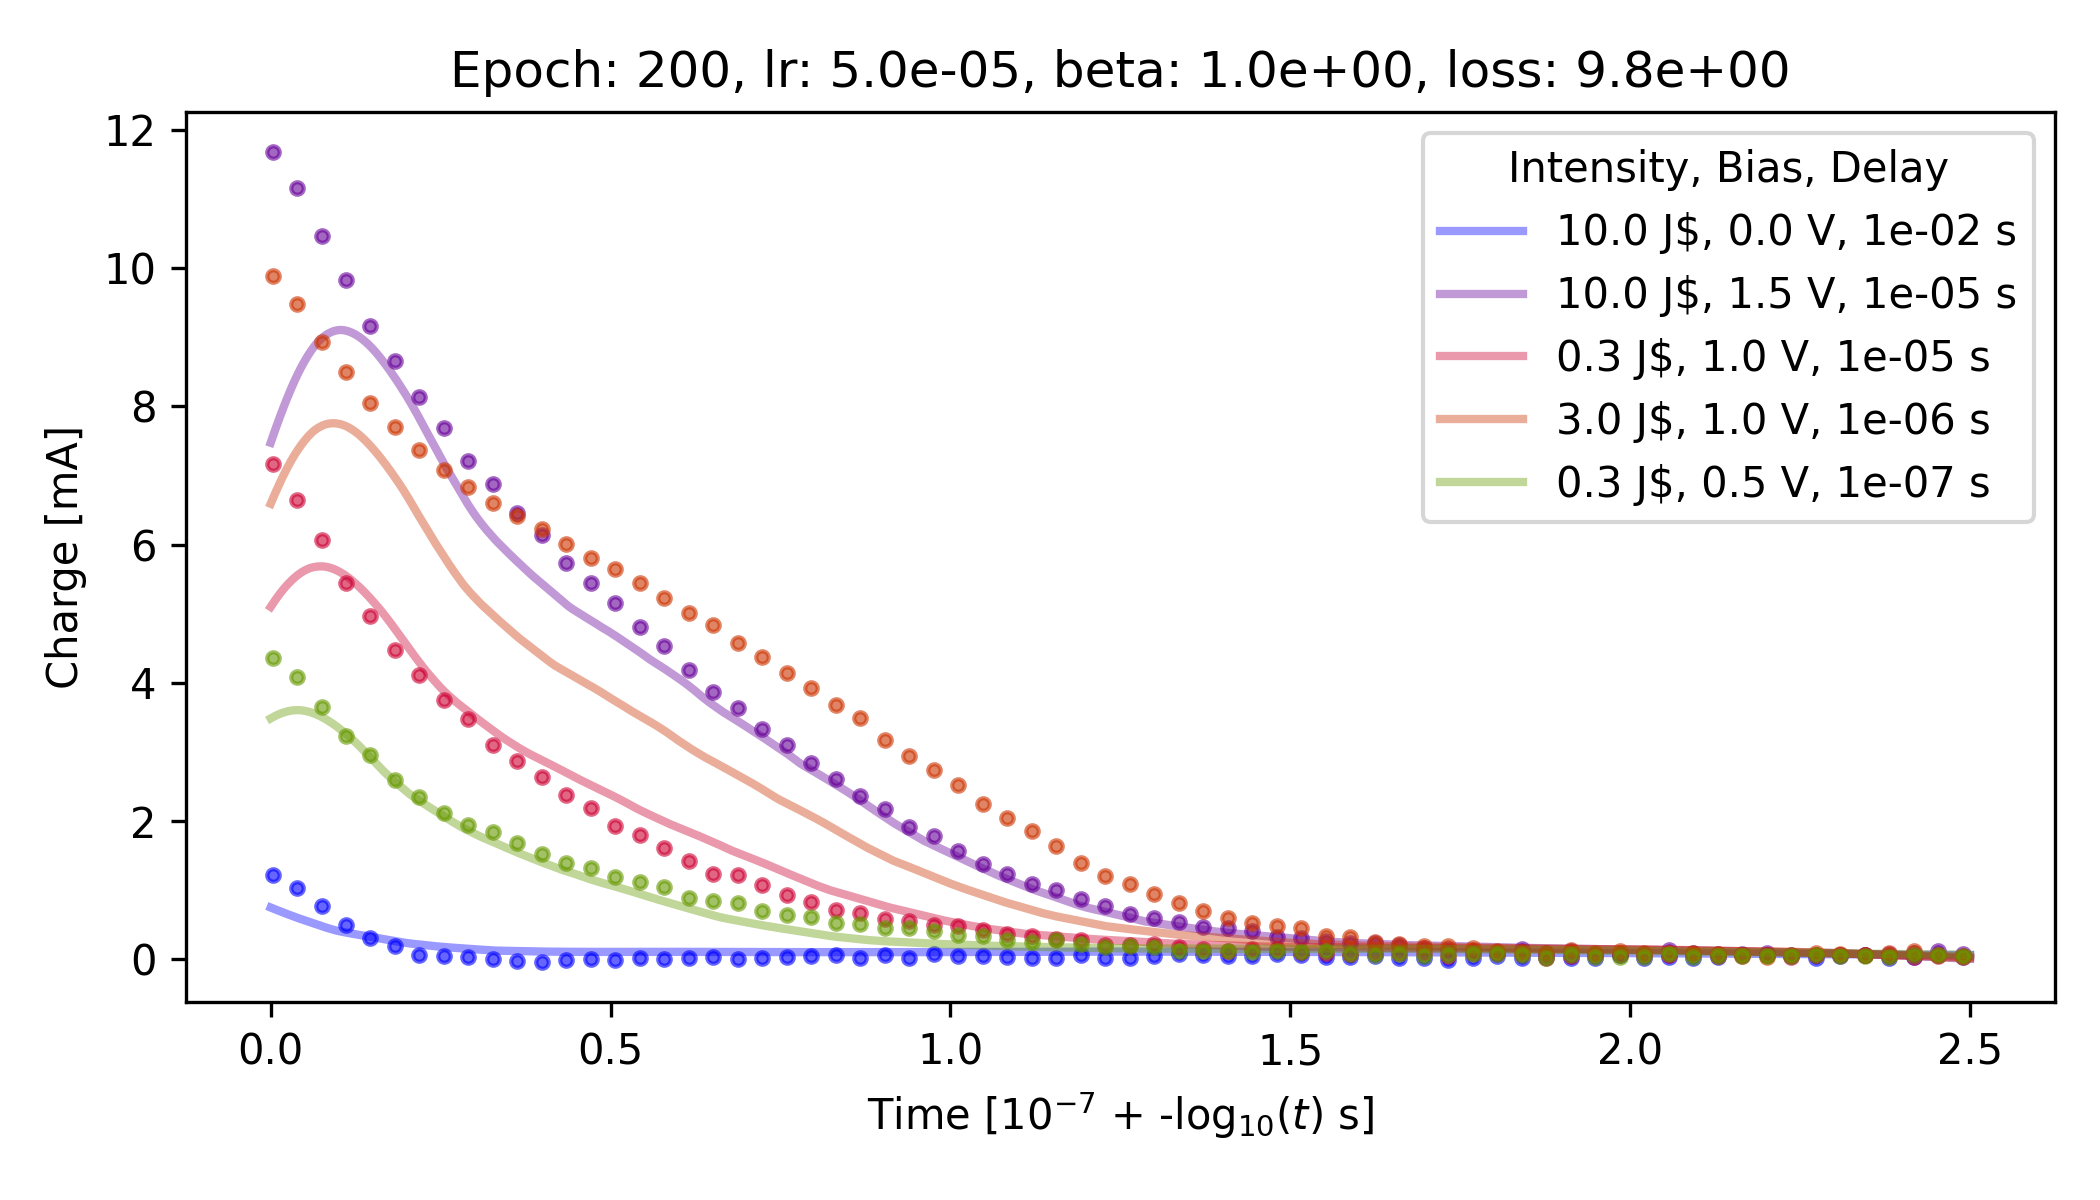 Epoch: 200, lr: 5.0e-05, beta: 1.0e+00, loss: 9.8e+00
Charge [mA]
12
10
8
6
4
2
0
Intensity, Bias, Delay
10.0 J$, 0.0 V, 1e-02 s
10.0 J$, 1.5 V, 1e-05 s
0.3 J$, 1.0 V, 1e-05 s
3.0 J$, 1.0 V, 1e-06 s
0.3 J$, 0.5 V, 1e-07 s
0.0 0.5 1.0 1.5 2.0 2.5
Time [10⁻⁷ + -log₁₀(t) s]